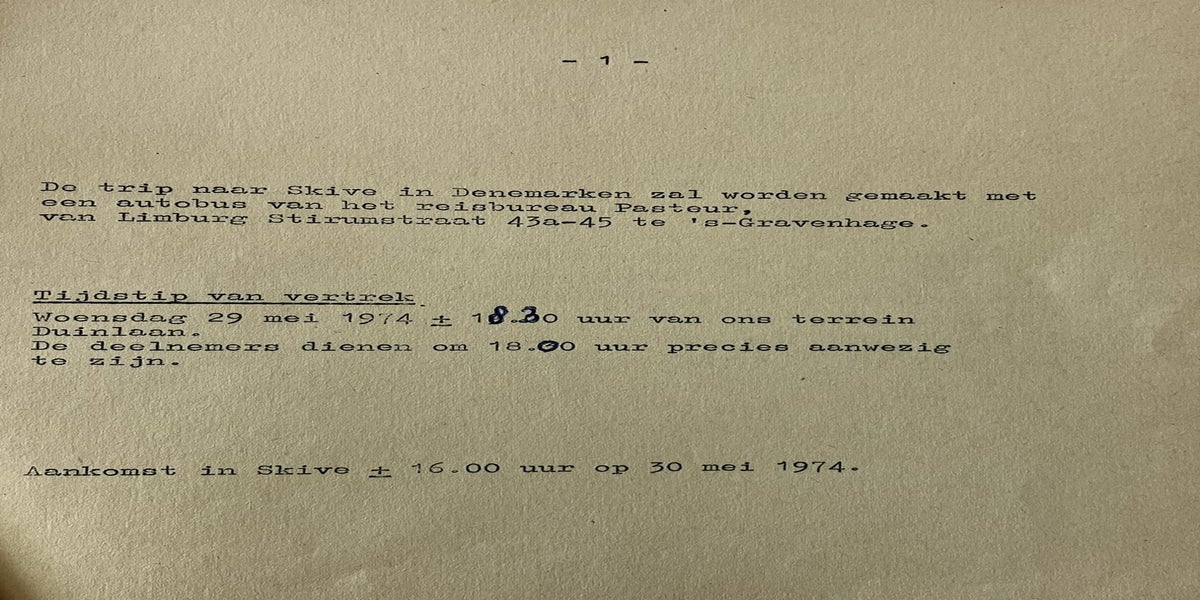 - 1 -
De trip naar Skive in Denemarken zal worden gemaakt met
een autobus van het reisbureau Pasteur,
van Limburg Stirumstraat 43a-45 te 's-Gravenhage.
Tijdstip van vertrek
Woensdag 29 mei 1974 ± 18.30 uur van ons terrein
Duinlaan.
De deelnemers dienen om 18.00 uur precies aanwezig
te zijn.
Aankomst in Skive ± 16.00 uur op 30 mei 1974.